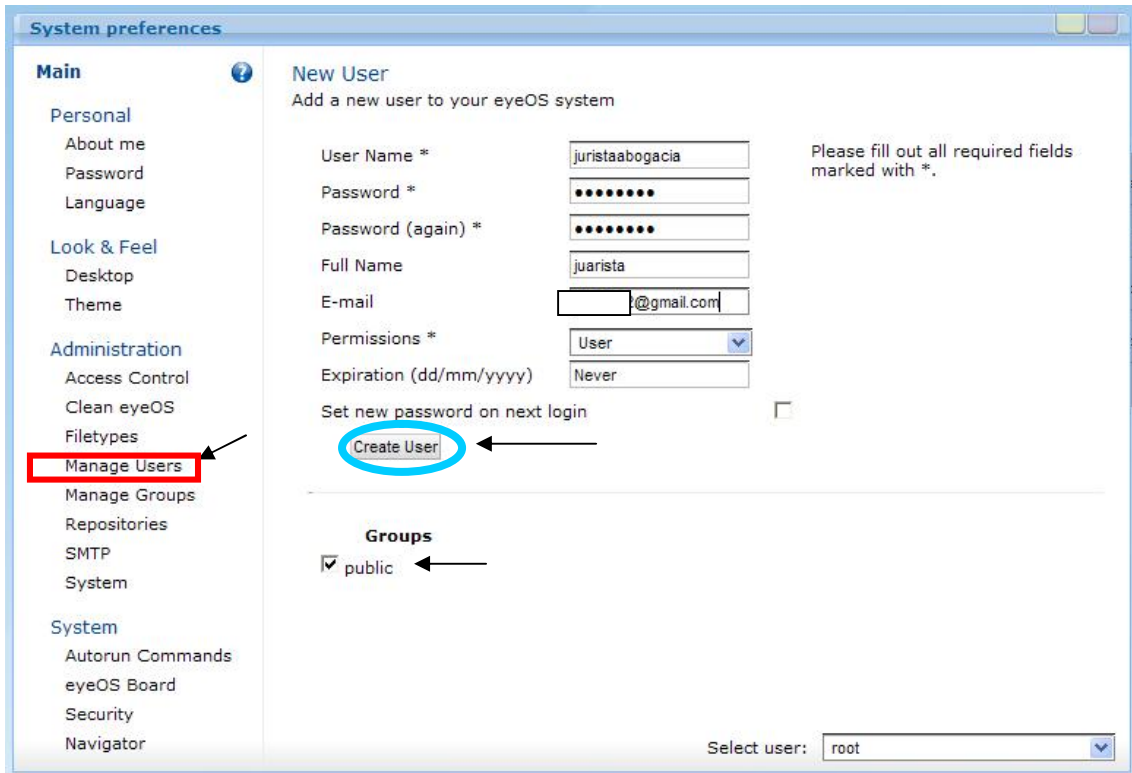 System preferences
Main
Personal
About me
Password
Language
Look & Feel
Desktop
Theme
Administration
Access Control
Clean eyeOS
Filetypes
Manage Users
Manage Groups
Repositories
SMTP
System
System
Autorun Commands
eyeOS Board
Security
Navigator
New User
Add a new user to your eyeOS system
User Name * juristaabogacia
Password * ●●●●●●●●
Password (again) * ●●●●●●●●
Full Name juarista
E-mail @gmail.com
Permissions * User
Expiration (dd/mm/yyyy) Never
Set new password on next login
Create User
Please fill out all required fields
marked with *.
Groups
public
Select user: root